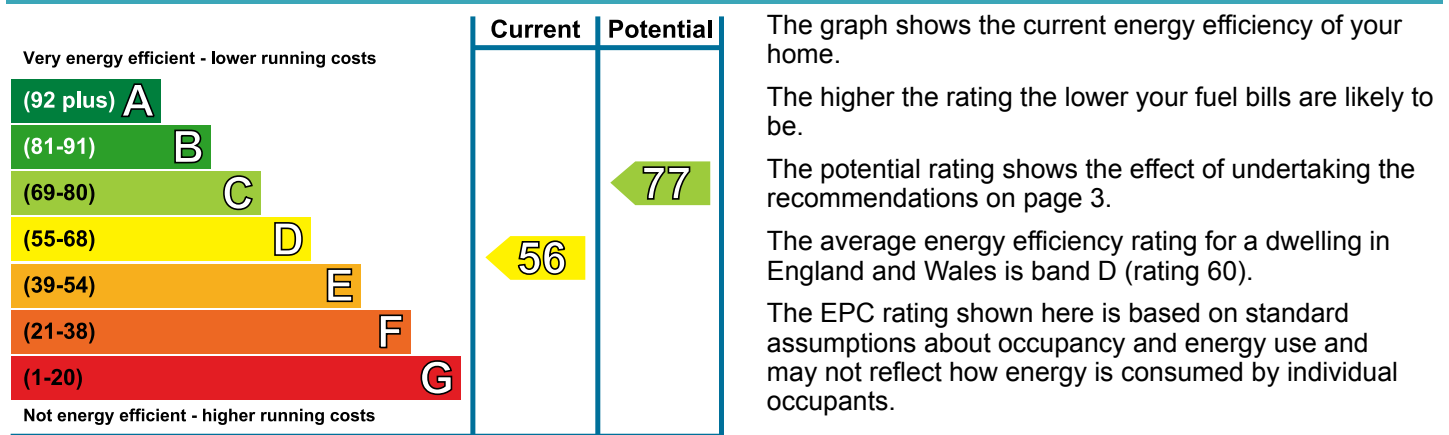 Current Potential
Very energy efficient - lower running costs
(92 plus) A
(81-91) B
(69-80) C
77
(55-68) D
56
(39-54) E
(21-38) F
(1-20) G
Not energy efficient - higher running costs
The graph shows the current energy efficiency of your
home.
The higher the rating the lower your fuel bills are likely to
be.
The potential rating shows the effect of undertaking the
recommendations on page 3.
The average energy efficiency rating for a dwelling in
England and Wales is band D (rating 60).
The EPC rating shown here is based on standard
assumptions about occupancy and energy use and
may not reflect how energy is consumed by individual
occupants.